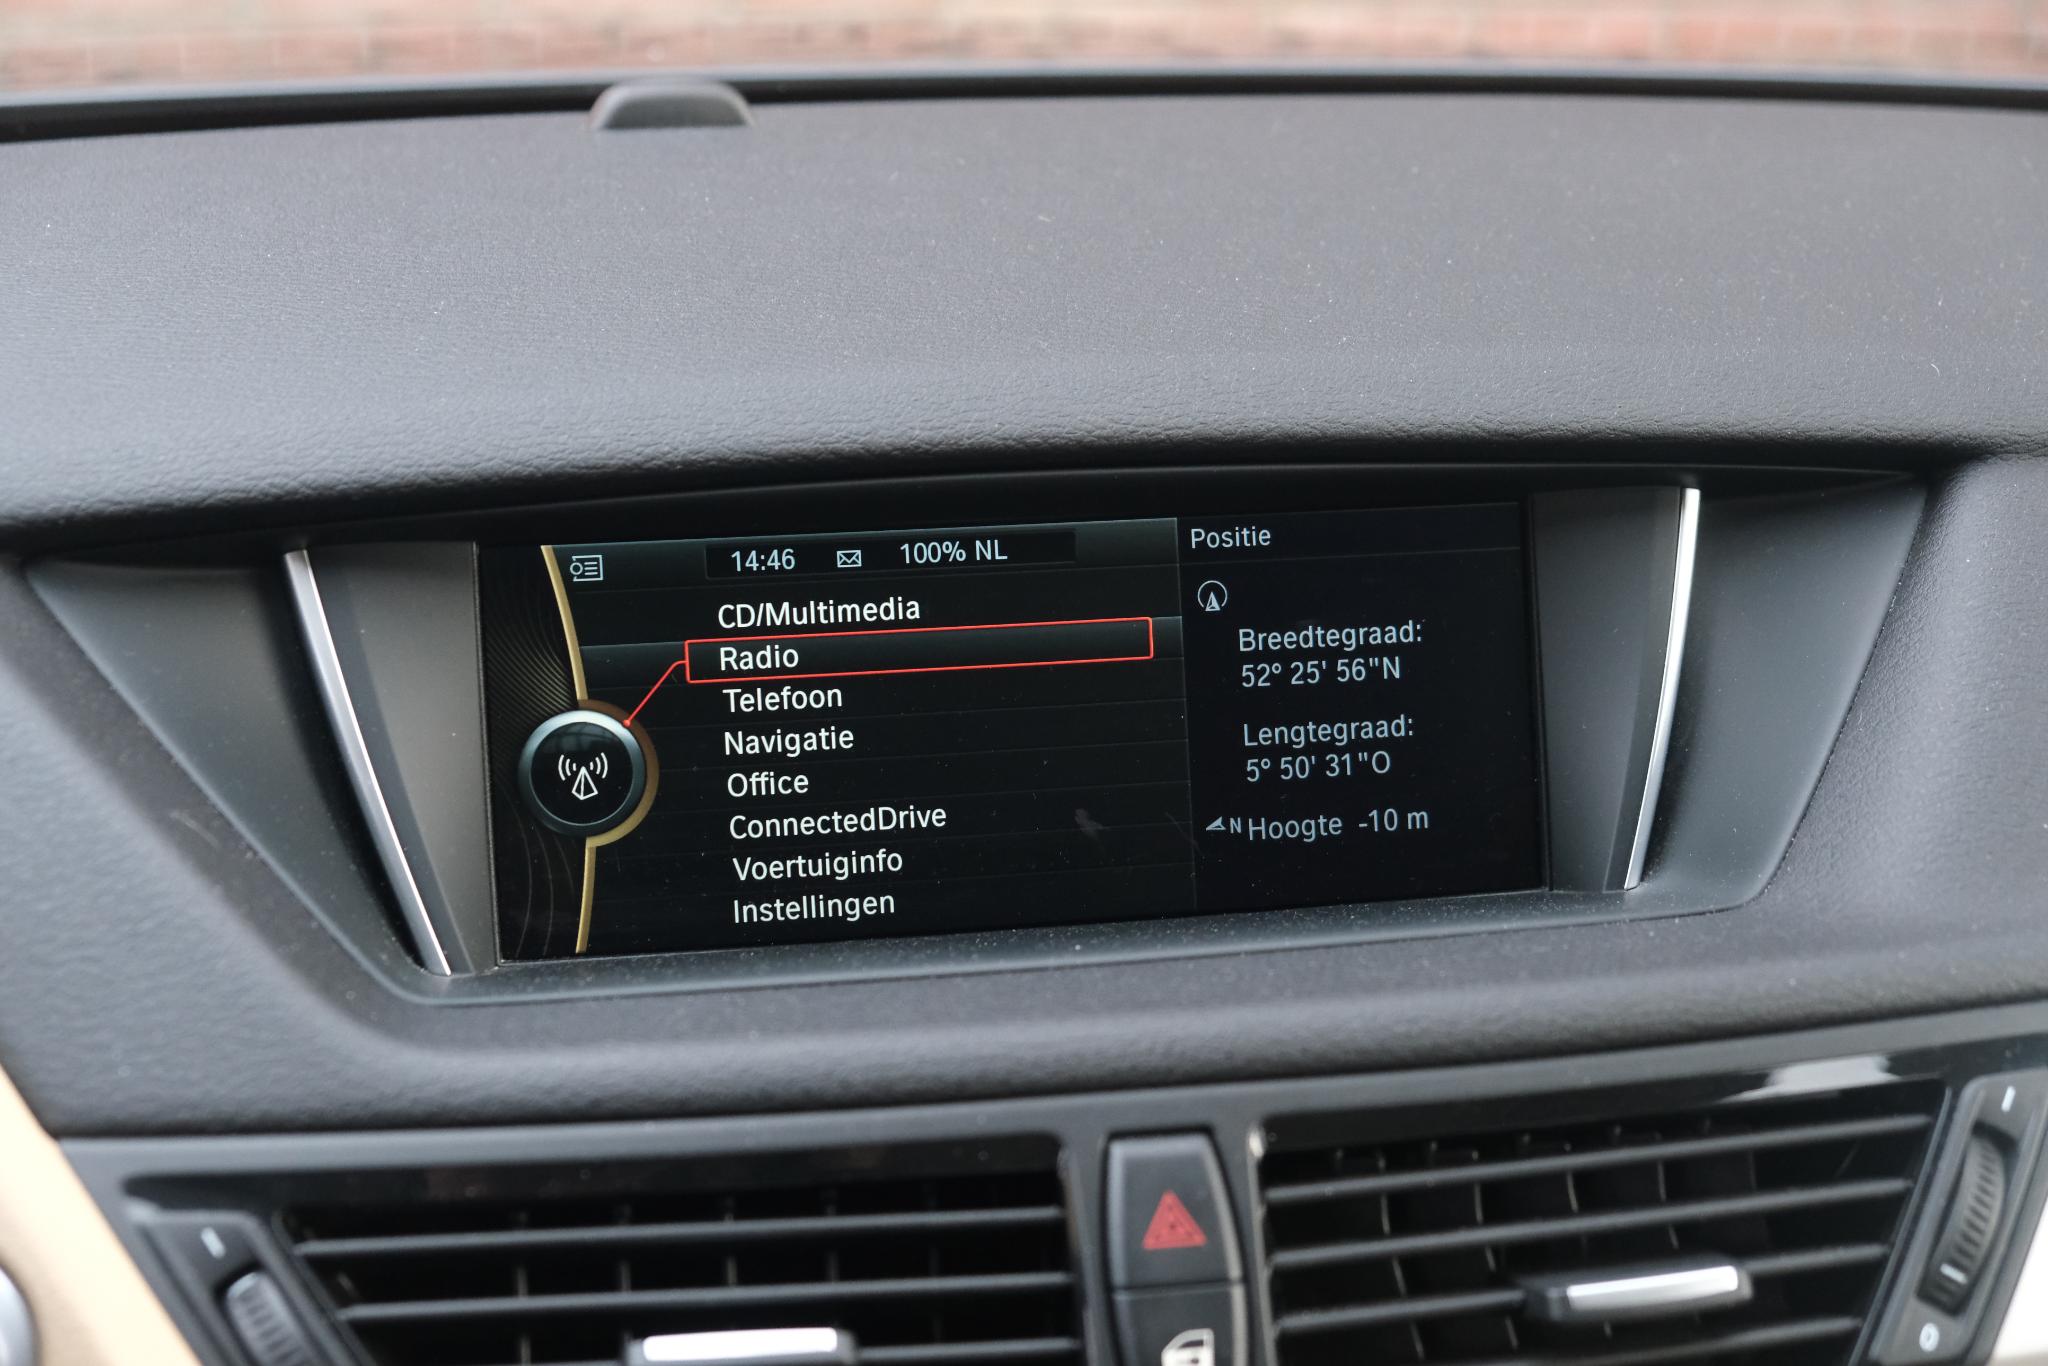 14:46 100% NL
CD/Multimedia
Radio
Telefoon
Navigatie
Office
ConnectedDrive
Voertuiginfo
Instellingen
Positie
Breedtegraad:
52° 25' 56"N
Lengtegraad:
5° 50' 31"O
N Hoogte -10 m
0